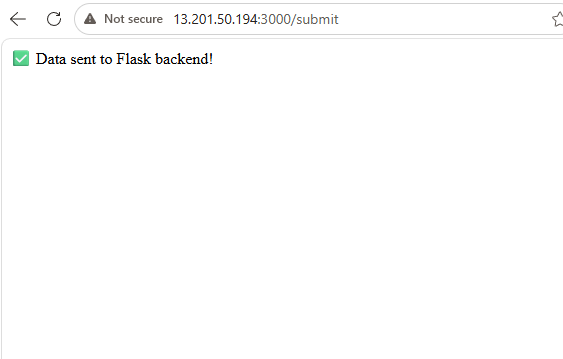 Not secure 13.201.50.194:3000/submit
✅ Data sent to Flask backend!